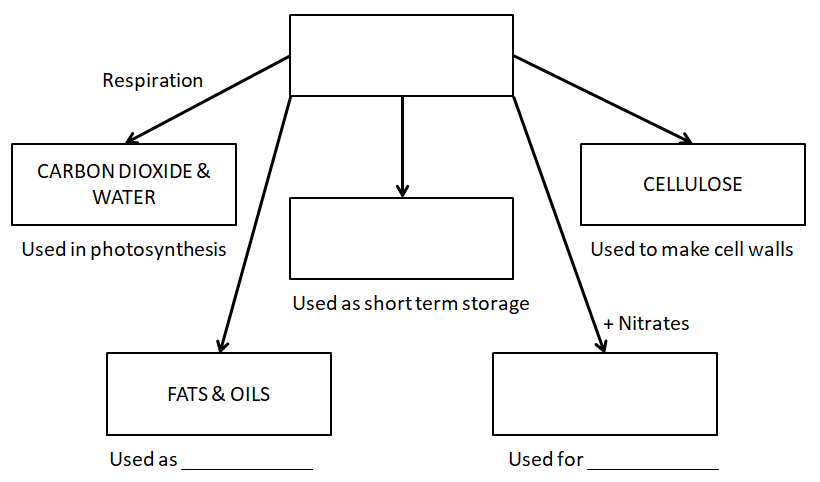 Respiration
CARBON DIOXIDE &
WATER
CELLULOSE
Used in photosynthesis
Used to make cell walls
Used as short term storage
+ Nitrates
FATS & OILS
Used as ____________
Used for ____________